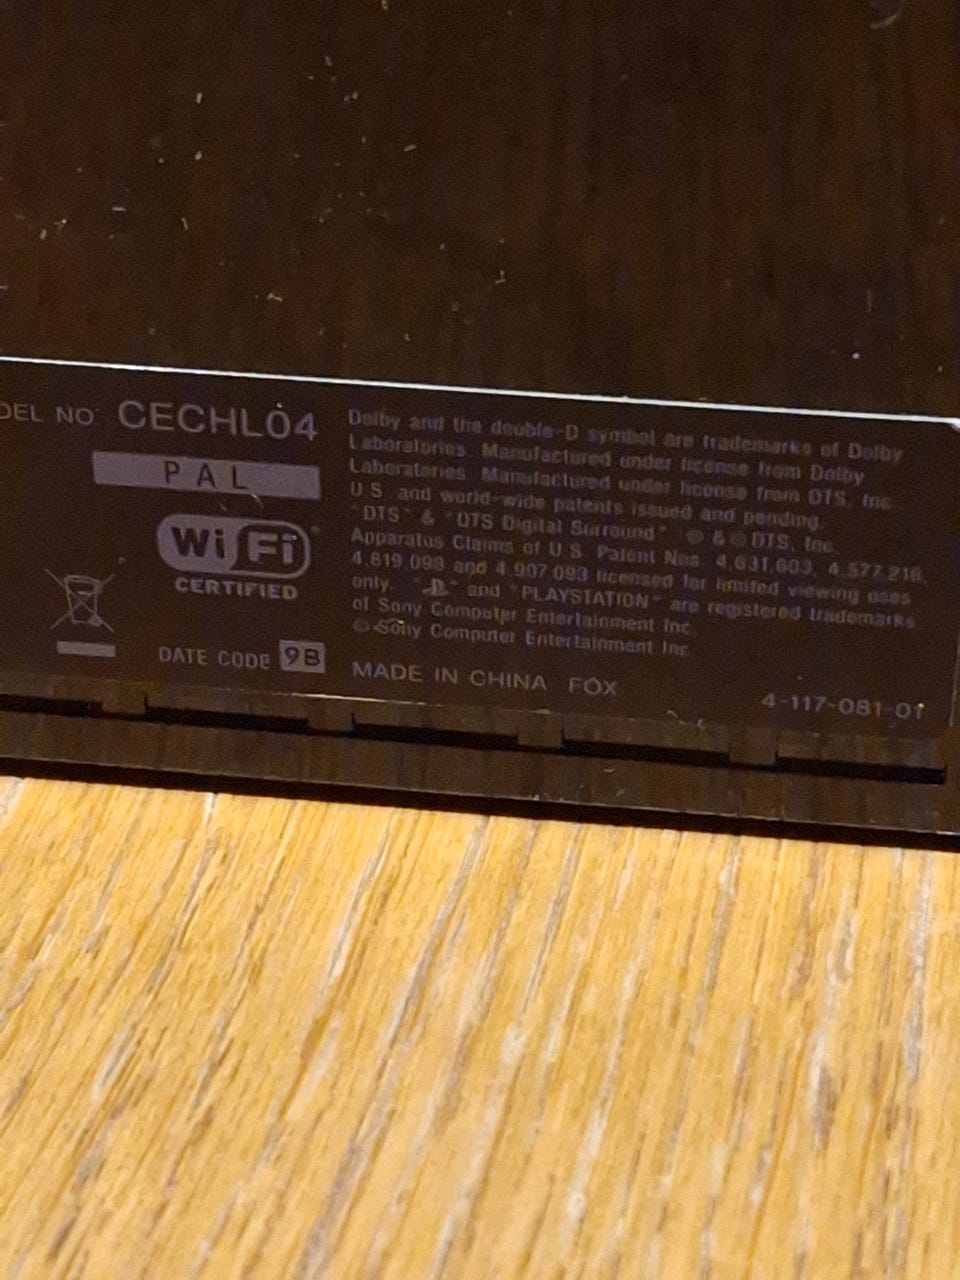 DEL NO CECHL04
PAL
Wi Fi
CERTIFIED
DATE CODE 9B
Dolby and the double-D symbol are trademarks of Dolby
Laboratories Manufactured under license from Dolby
Laboratories Manufactured under license from DTS, Inc
U S and world-wide patents issued and pending.
"DTS" & "DTS Digital Surround" & DTS, Inc.
Apparatus Claims of U S Patent Nos 4,631,603, 4,577,216,
4,819,098 and 4,907,093 licensed for limited viewing uses
only. " " and "PLAYSTATION" are registered trademarks
of Sony Computer Entertainment Inc
© Sony Computer Entertainment Inc
MADE IN CHINA FOX
4-117-081-01